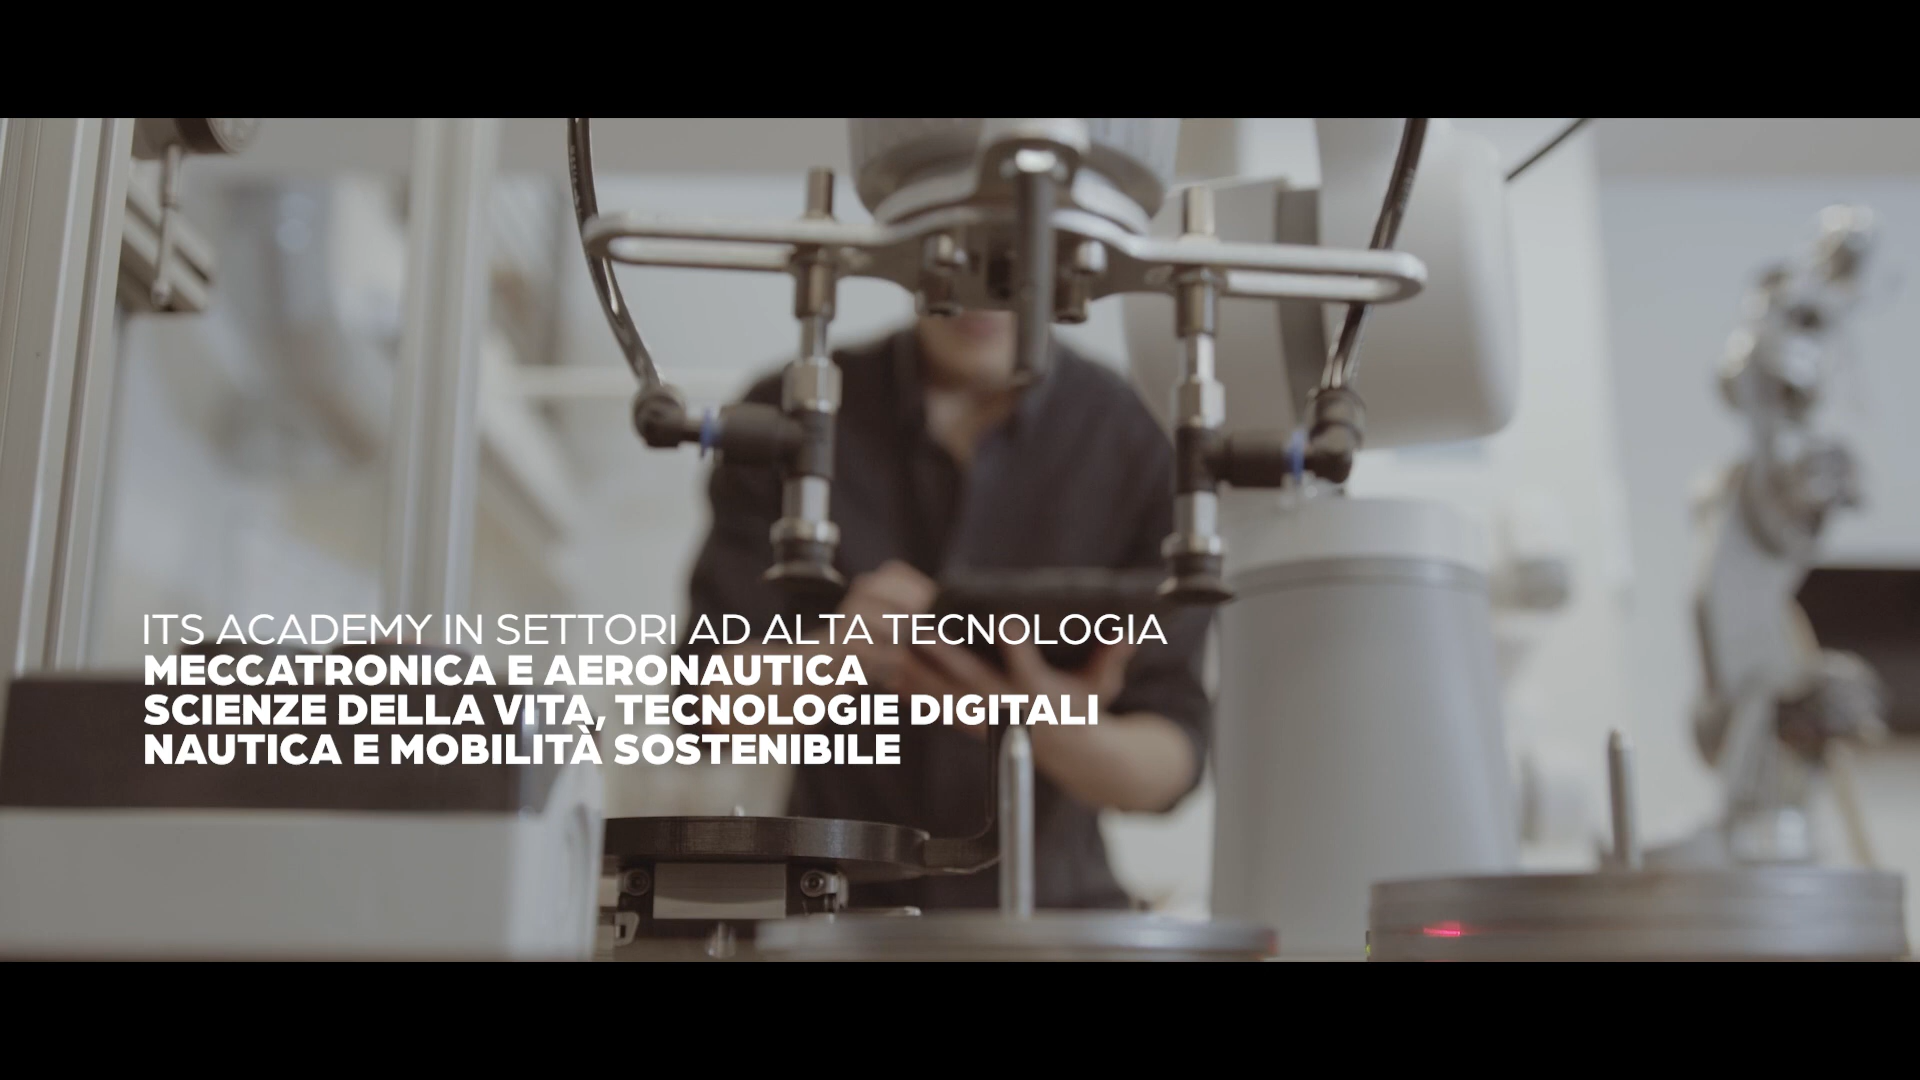 ITS ACADEMY IN SETTORI AD ALTA TECNOLOGIA
MECCATRONICA E AERONAUTICA
SCIENZE DELLA VITA, TECNOLOGIE DIGITALI
NAUTICA E MOBILITÀ SOSTENIBILE